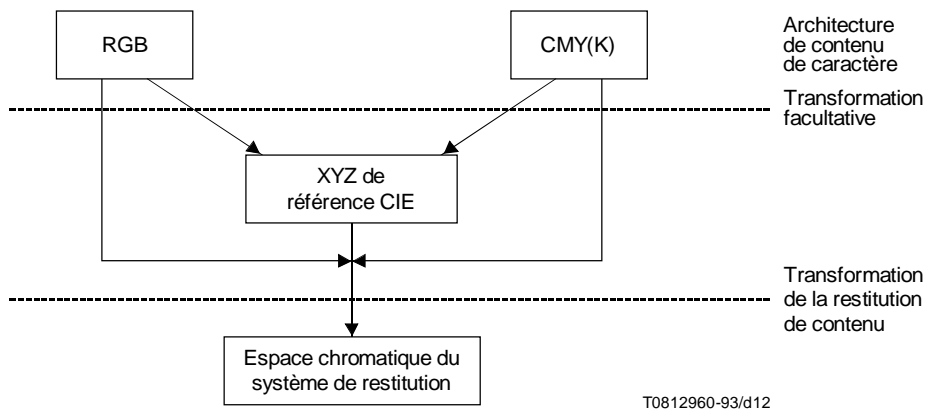 RGB
CMY(K)
Architecture
de contenu
de caractère
Transformation
facultative
XYZ de
référence CIE
Transformation
de la restitution
de contenu
Espace chromatique du
système de restitution
T0812960-93/d12